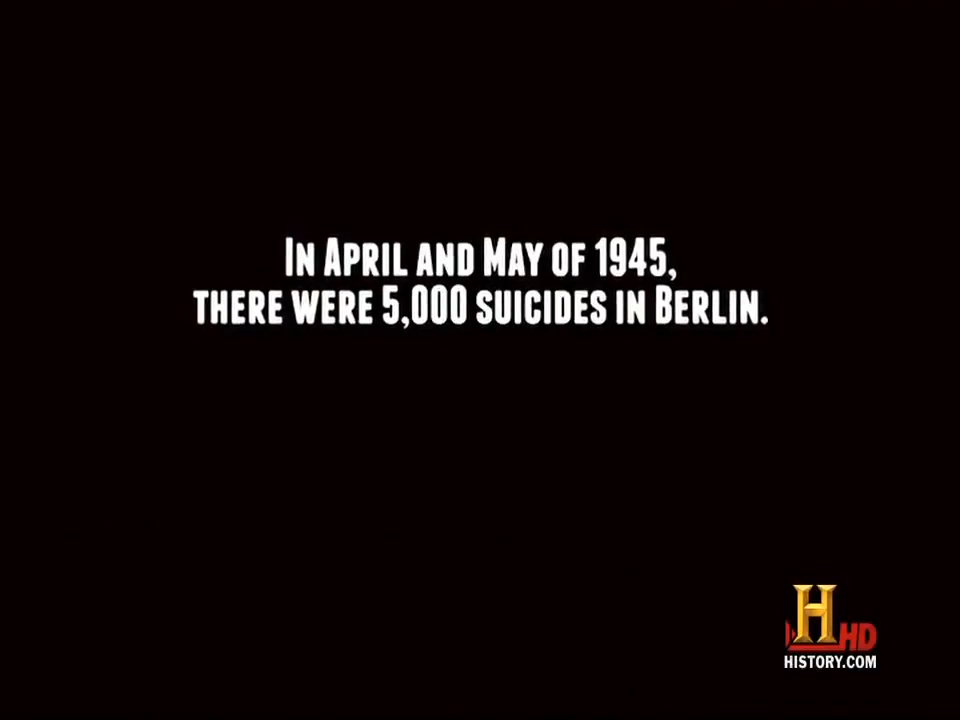 In April and May of 1945,
there were 5,000 suicides in Berlin.
H
HD
HISTORY.COM